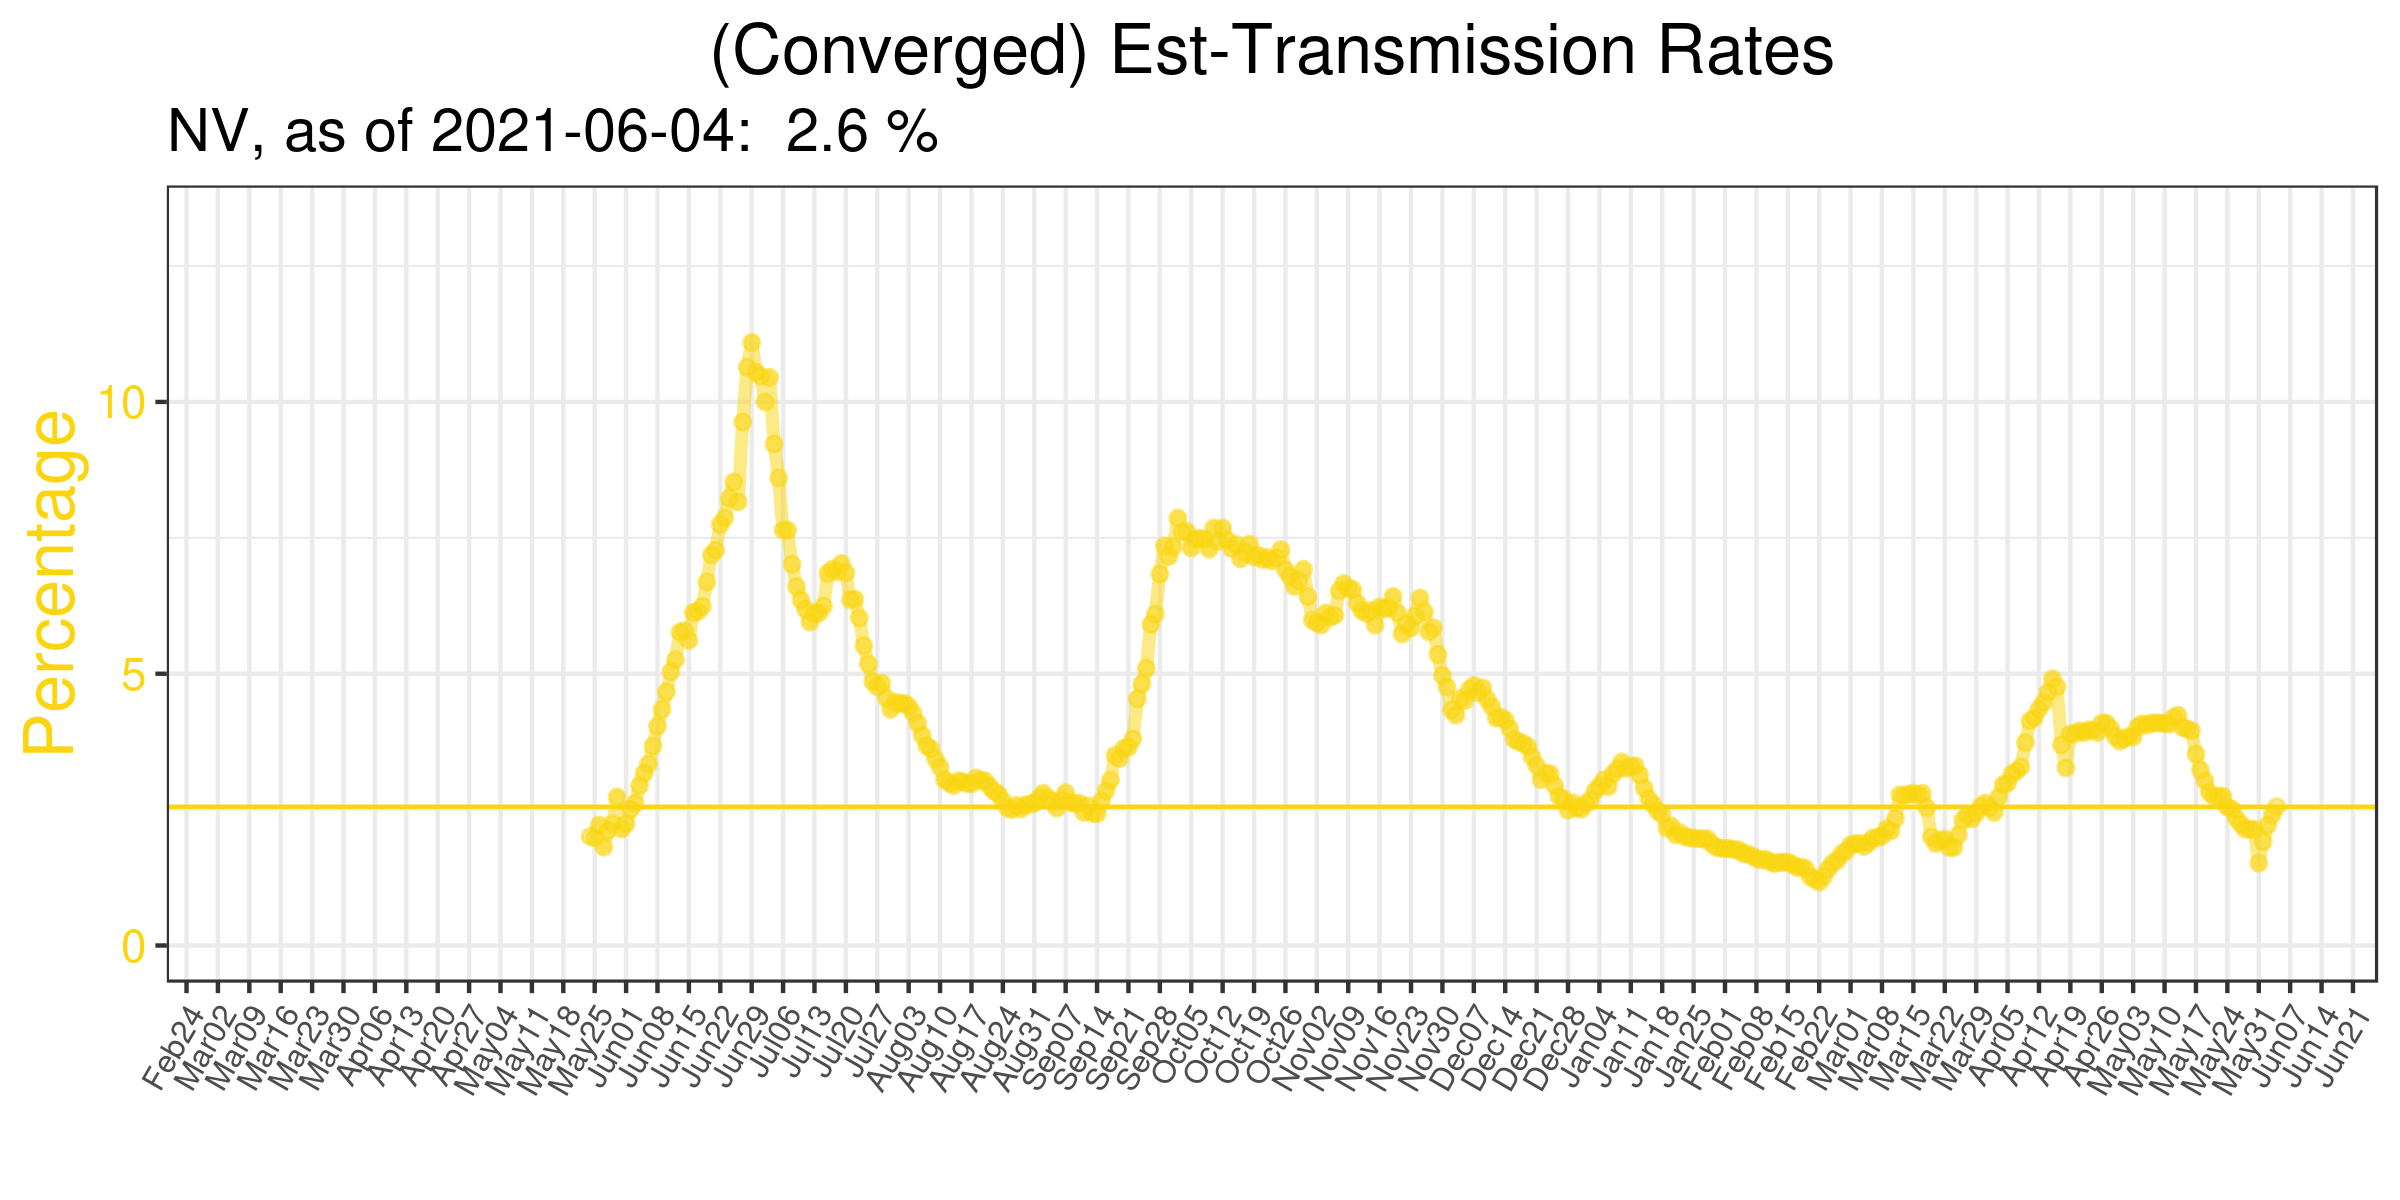 (Converged) Est-Transmission Rates
NV, as of 2021-06-04:  2.6 %
Percentage
10
5
0
Feb24
Mar02
Mar09
Mar16
Mar23
Mar30
Apr06
Apr13
Apr20
Apr27
May04
May11
May18
May25
Jun01
Jun08
Jun15
Jun22
Jun29
Jul06
Jul13
Jul20
Jul27
Aug03
Aug10
Aug17
Aug24
Aug31
Sep07
Sep14
Sep21
Sep28
Oct05
Oct12
Oct19
Oct26
Nov02
Nov09
Nov16
Nov23
Nov30
Dec07
Dec14
Dec21
Dec28
Jan04
Jan11
Jan18
Jan25
Feb01
Feb08
Feb15
Feb22
Mar01
Mar08
Mar15
Mar22
Mar29
Apr05
Apr12
Apr19
Apr26
May03
May10
May17
May24
May31
Jun07
Jun14
Jun21